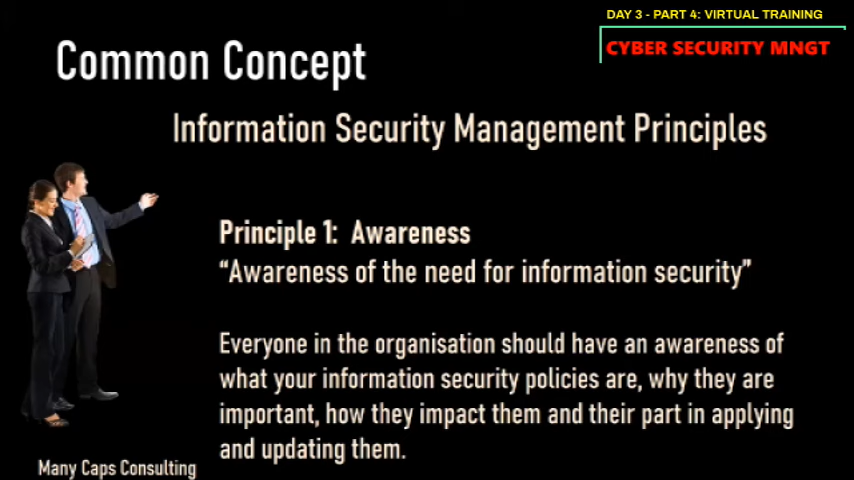 DAY 3 - PART 4: VIRTUAL TRAINING
CYBER SECURITY MNGT
Common Concept
Information Security Management Principles
Principle 1: Awareness
“Awareness of the need for information security”
Everyone in the organisation should have an awareness of
what your information security policies are, why they are
important, how they impact them and their part in applying
and updating them.
Many Caps Consulting